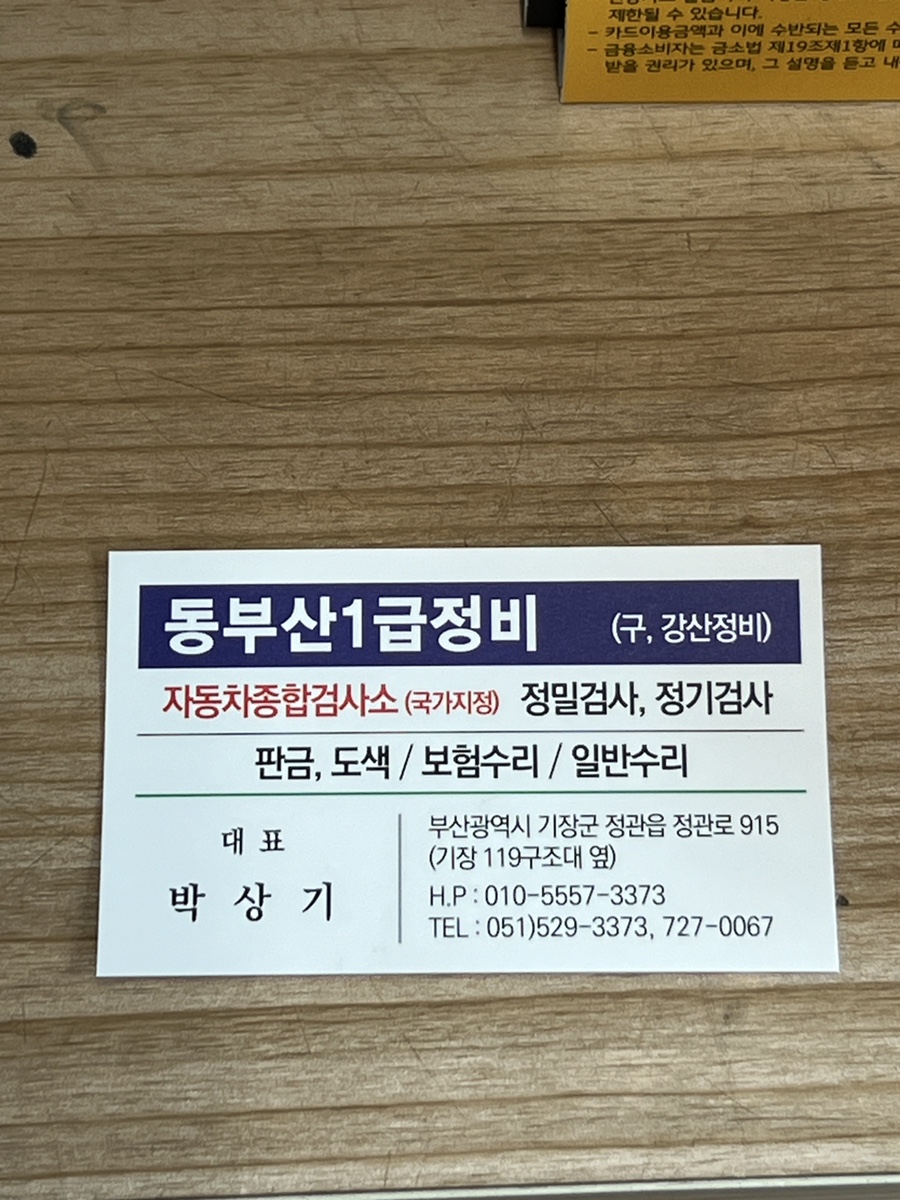 제한될 수 있습니다.
- 카드이용금액과 이에 수반되는 모든 수
- 금융소비자는 금소법 제19조제1항에 따
받을 권리가 있으며, 그 설명을 듣고 내
동부산1급정비 (구, 강산정비)
자동차종합검사소 (국가지정) 정밀검사, 정기검사
판금, 도색 / 보험수리 / 일반수리
대 표
박 상 기
부산광역시 기장군 정관읍 정관로 915
(기장 119구조대 옆)
H.P : 010-5557-3373
TEL : 051)529-3373, 727-0067